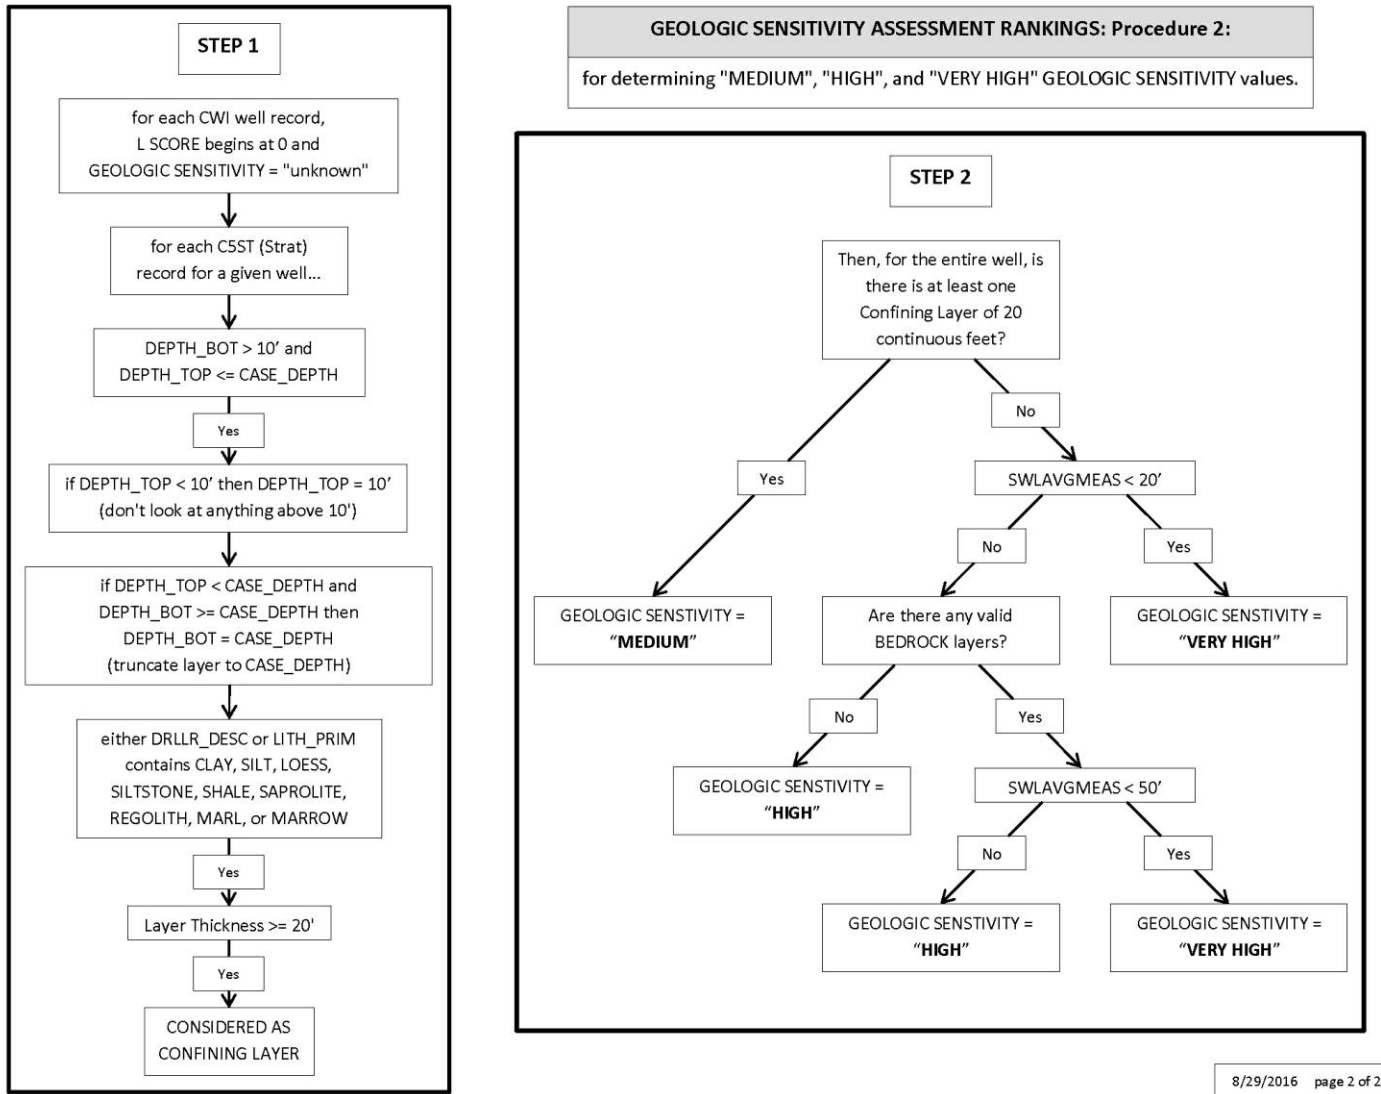 STEP 1
for each CWI well record,
L SCORE begins at 0 and
GEOLOGIC SENSITIVITY = "unknown"
for each C5ST (Strat)
record for a given well...
DEPTH_BOT > 10’ and
DEPTH_TOP <= CASE_DEPTH
Yes
if DEPTH_TOP < 10’ then DEPTH_TOP = 10’
(don't look at anything above 10')
if DEPTH_TOP < CASE_DEPTH and
DEPTH_BOT >= CASE_DEPTH then
DEPTH_BOT = CASE_DEPTH
(truncate layer to CASE_DEPTH)
either DRLLR_DESC or LITH_PRIM
contains CLAY, SILT, LOESS,
SILTSTONE, SHALE, SAPROLITE,
REGOLITH, MARL, or MARROW
Yes
Layer Thickness >= 20'
Yes
CONSIDERED AS
CONFINING LAYER
GEOLOGIC SENSITIVITY ASSESSMENT RANKINGS: Procedure 2:
for determining "MEDIUM", "HIGH", and "VERY HIGH" GEOLOGIC SENSITIVITY values.
STEP 2
Then, for the entire well, is
there is at least one
Confining Layer of 20
continuous feet?
No
Yes
SWLAVGMEAS < 20’
No
Yes
GEOLOGIC SENSTIVITY =
“MEDIUM”
Are there any valid
BEDROCK layers?
GEOLOGIC SENSTIVITY =
“VERY HIGH”
No
Yes
GEOLOGIC SENSTIVITY =
“HIGH”
SWLAVGMEAS < 50’
No
Yes
GEOLOGIC SENSTIVITY =
“HIGH”
GEOLOGIC SENSTIVITY =
“VERY HIGH”
8/29/2016 page 2 of 2